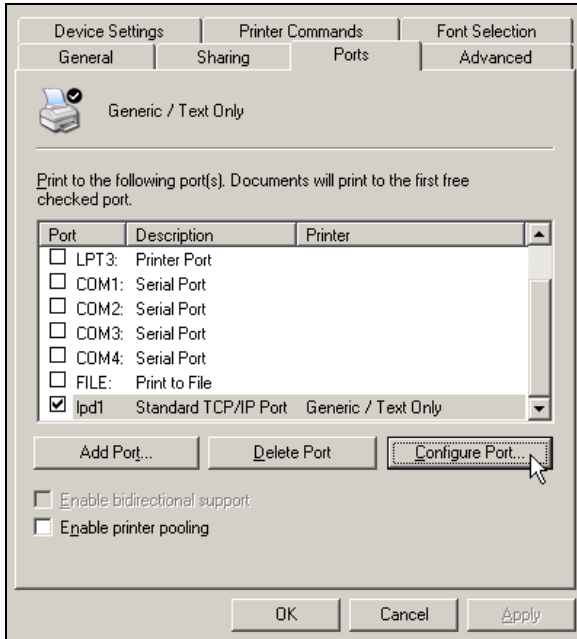 Device Settings Printer Commands Font Selection
General Sharing Ports Advanced
Generic / Text Only
Print to the following port(s). Documents will print to the first free
checked port.
Port Description Printer
LPT3: Printer Port
COM1: Serial Port
COM2: Serial Port
COM3: Serial Port
COM4: Serial Port
FILE: Print to File
lpd1 Standard TCP/IP Port Generic / Text Only
Add Port... Delete Port Configure Port...
Enable bidirectional support
Enable printer pooling
OK Cancel Apply